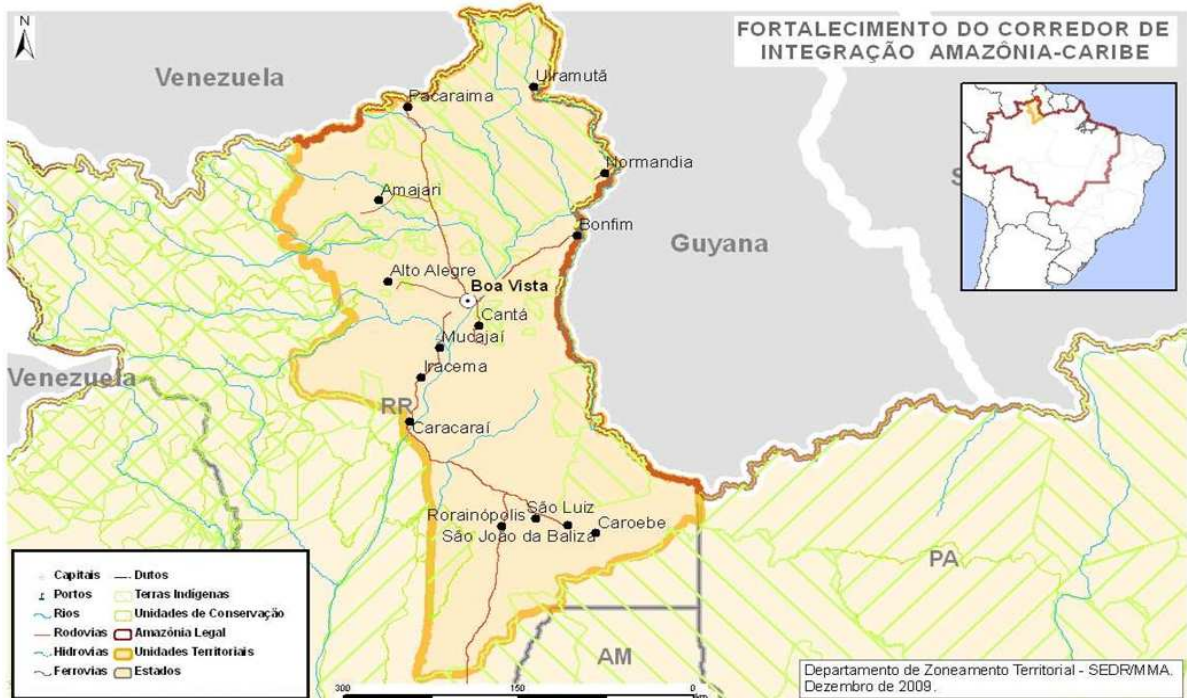 N
FORTALECIMENTO DO CORREDOR DE
INTEGRAÇÃO AMAZÔNIA-CARIBE
Venezuela
Uiramutã
Pacaraima
Normandia
Amajari
Bonfim
Guyana
S
Alto Alegre
Boa Vista
Cantá
Mucajaí
Iracema
Venezuela
RR
Caracaraí
São Luiz
Rorainópolis
Caroebe
São João da Baliza
PA
AM
Capitais
Dutos
Portos
Terras Indígenas
Rios
Unidades de Conservação
Rodovias
Amazônia Legal
Hidrovias
Unidades Territoriais
Ferrovias
Estados
300 150 0
Km
Departamento de Zoneamento Territorial - SEDR/MMA.
Dezembro de 2009.